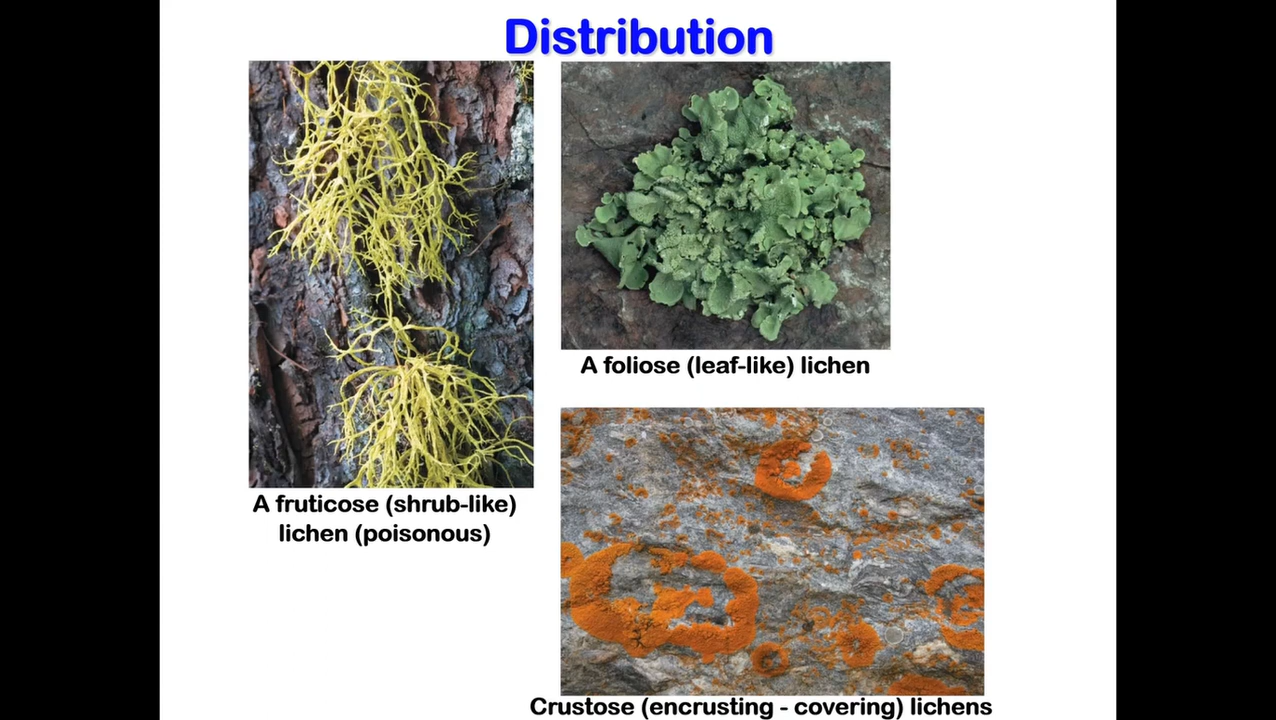 Distribution
A fruticose (shrub-like)
lichen (poisonous)
A foliose (leaf-like) lichen
Crustose (encrusting - covering) lichens